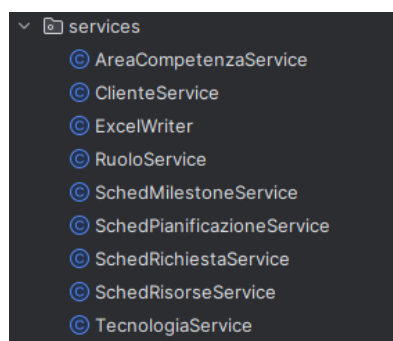 services
AreaCompetenzaService
ClienteService
ExcelWriter
RuoloService
SchedMilestoneService
SchedPianificazioneService
SchedRichiestaService
SchedRisorseService
TecnologiaService